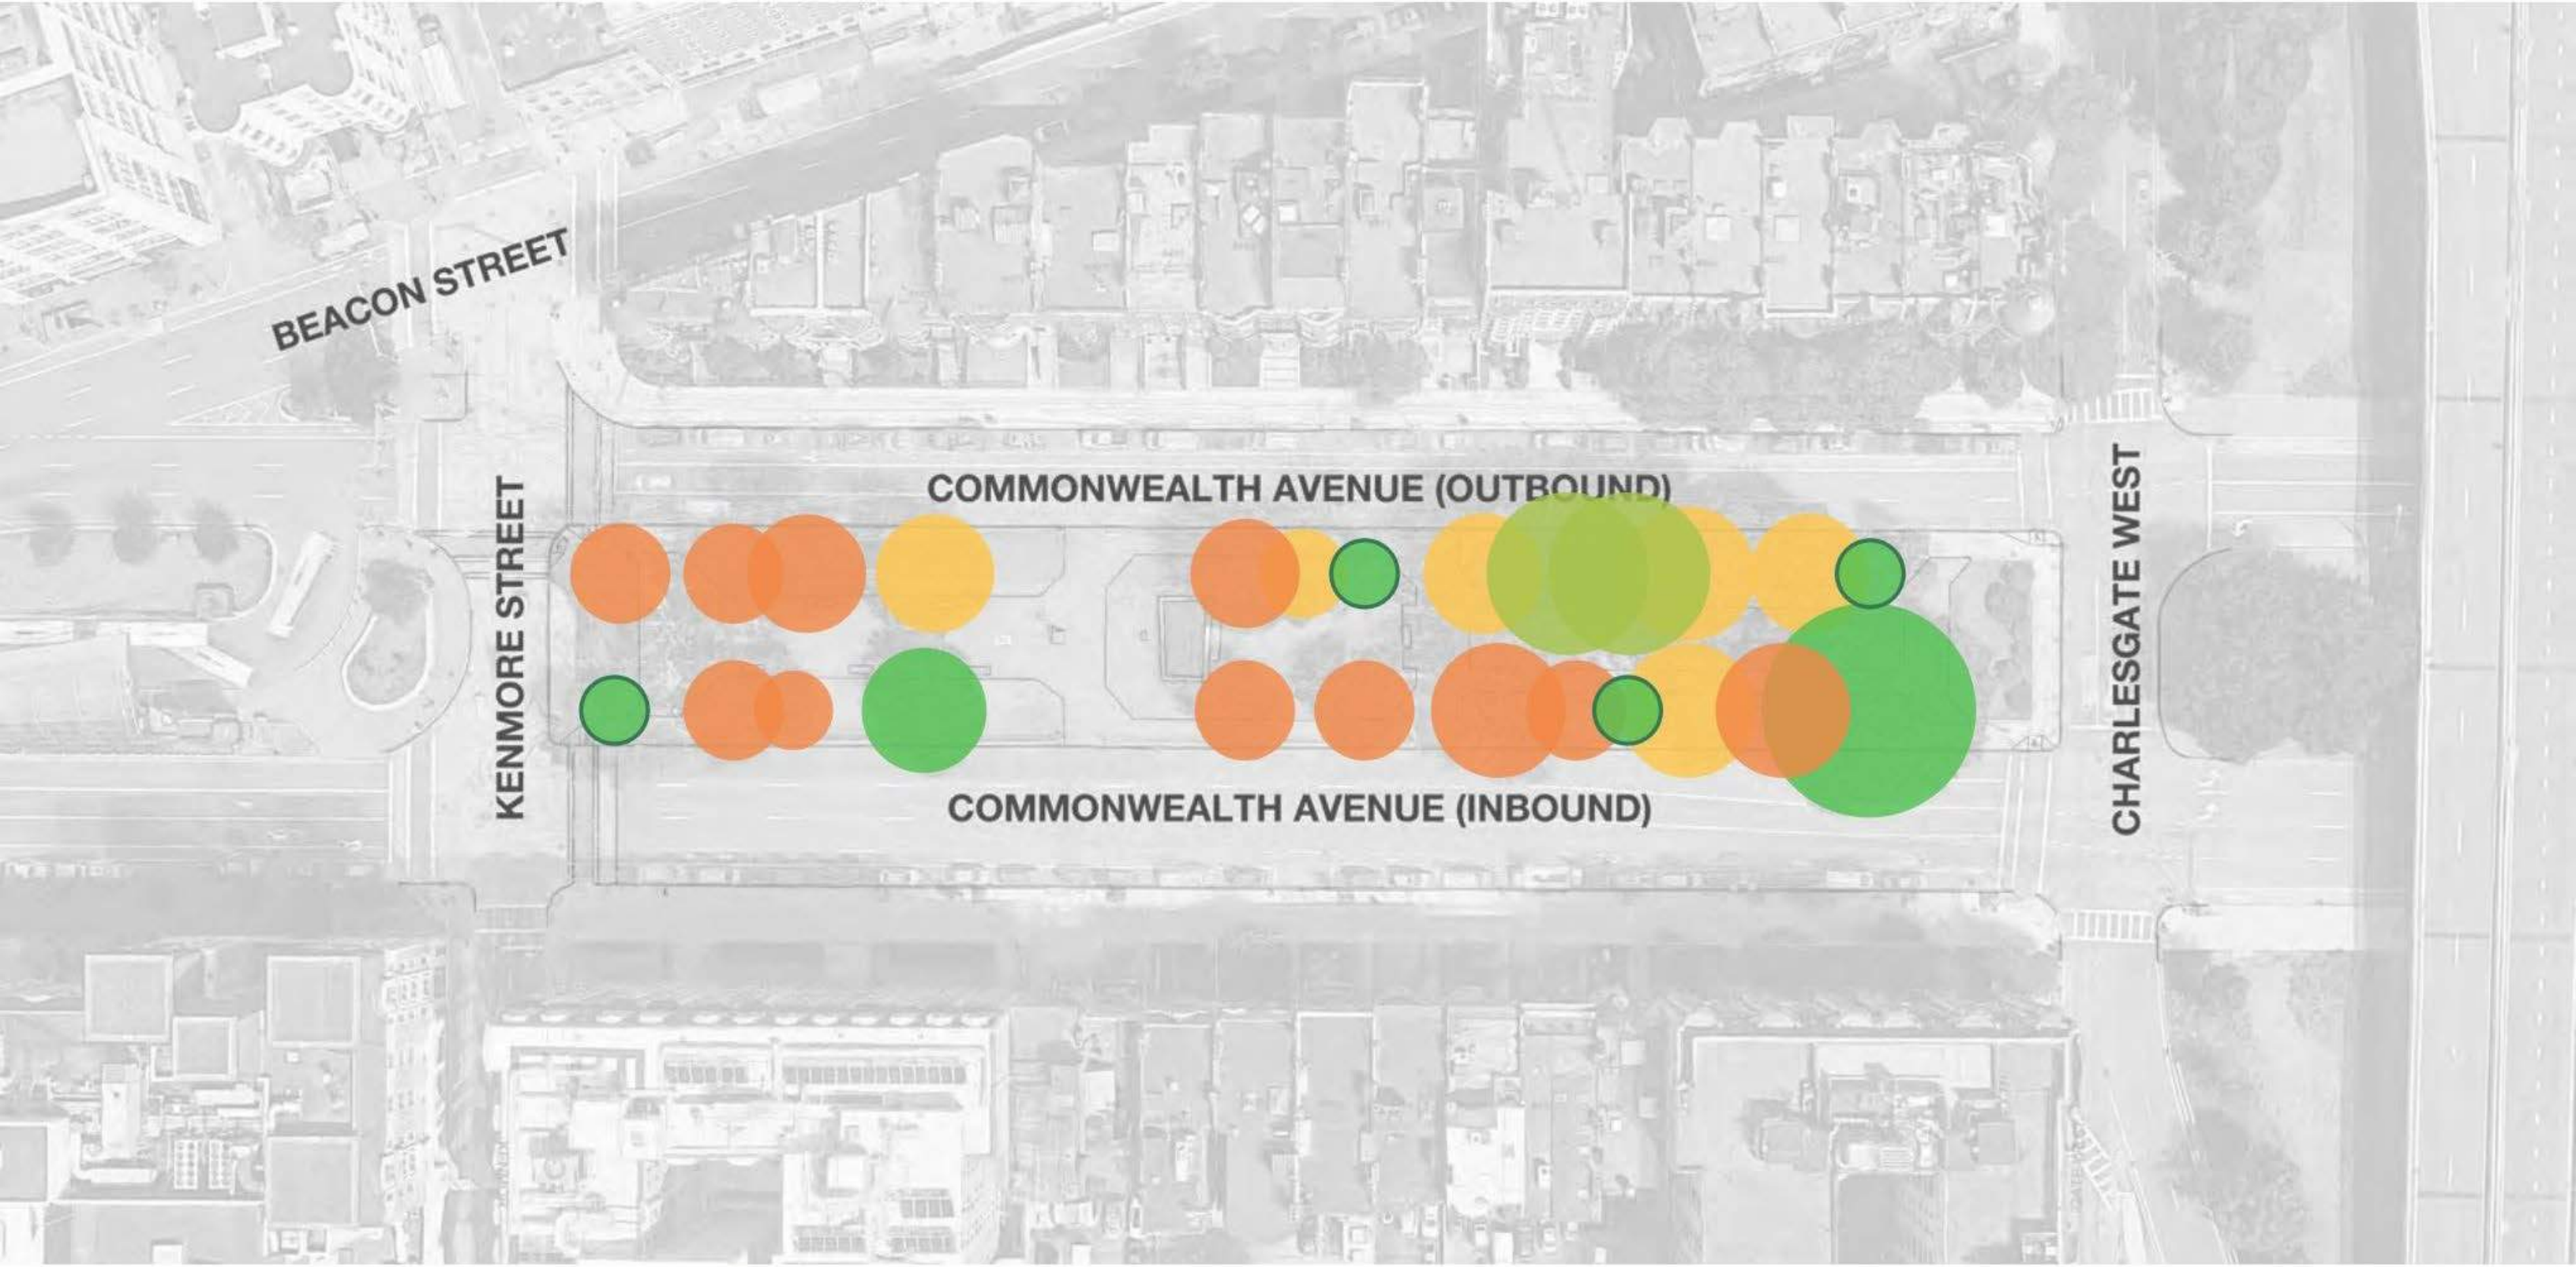 BEACON STREET
COMMONWEALTH AVENUE (OUTBOUND)
KENMORE STREET
CHARLESGATE WEST
COMMONWEALTH AVENUE (INBOUND)